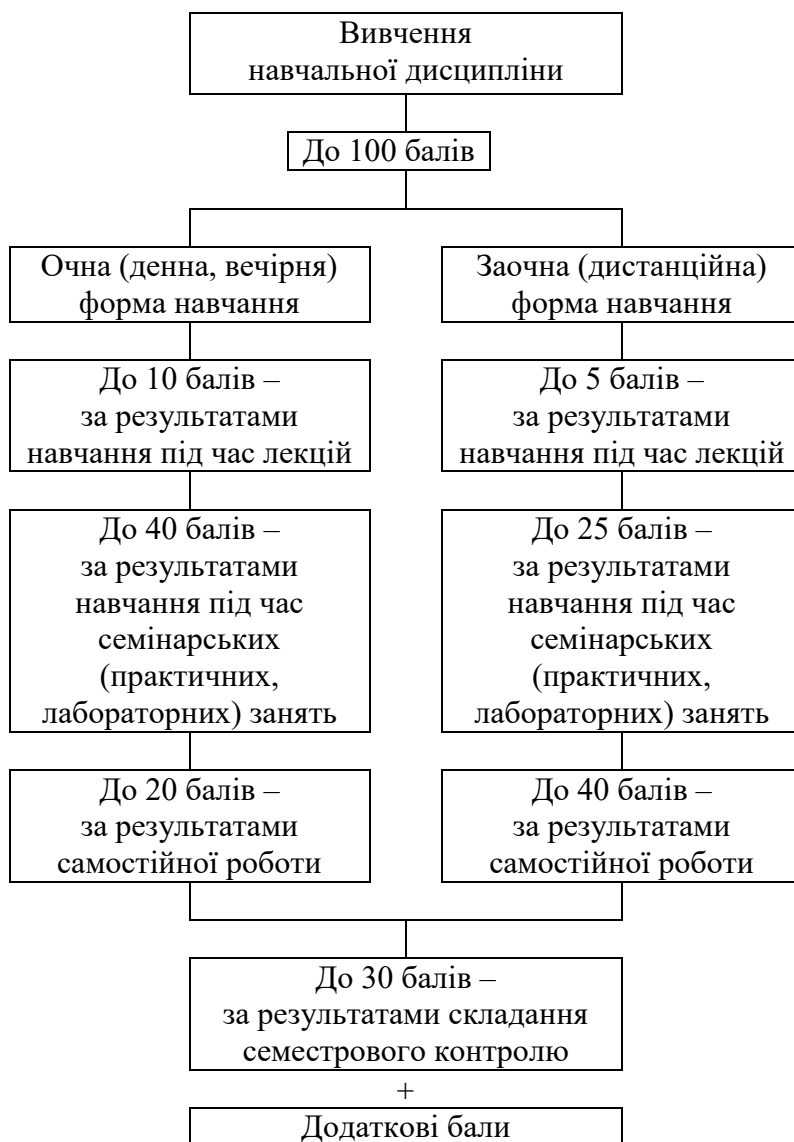 Вивчення
навчальної дисципліни
До 100 балів
Очна (денна, вечірня)
форма навчання
До 10 балів –
за результатами
навчання під час лекцій
До 40 балів –
за результатами
навчання під час
семінарських
(практичних,
лабораторних) занять
До 20 балів –
за результатами
самостійної роботи
Заочна (дистанційна)
форма навчання
До 5 балів –
за результатами
навчання під час лекцій
До 25 балів –
за результатами
навчання під час
семінарських
(практичних,
лабораторних) занять
До 40 балів –
за результатами
самостійної роботи
До 30 балів –
за результатами складання
семестрового контролю
+
Додаткові бали